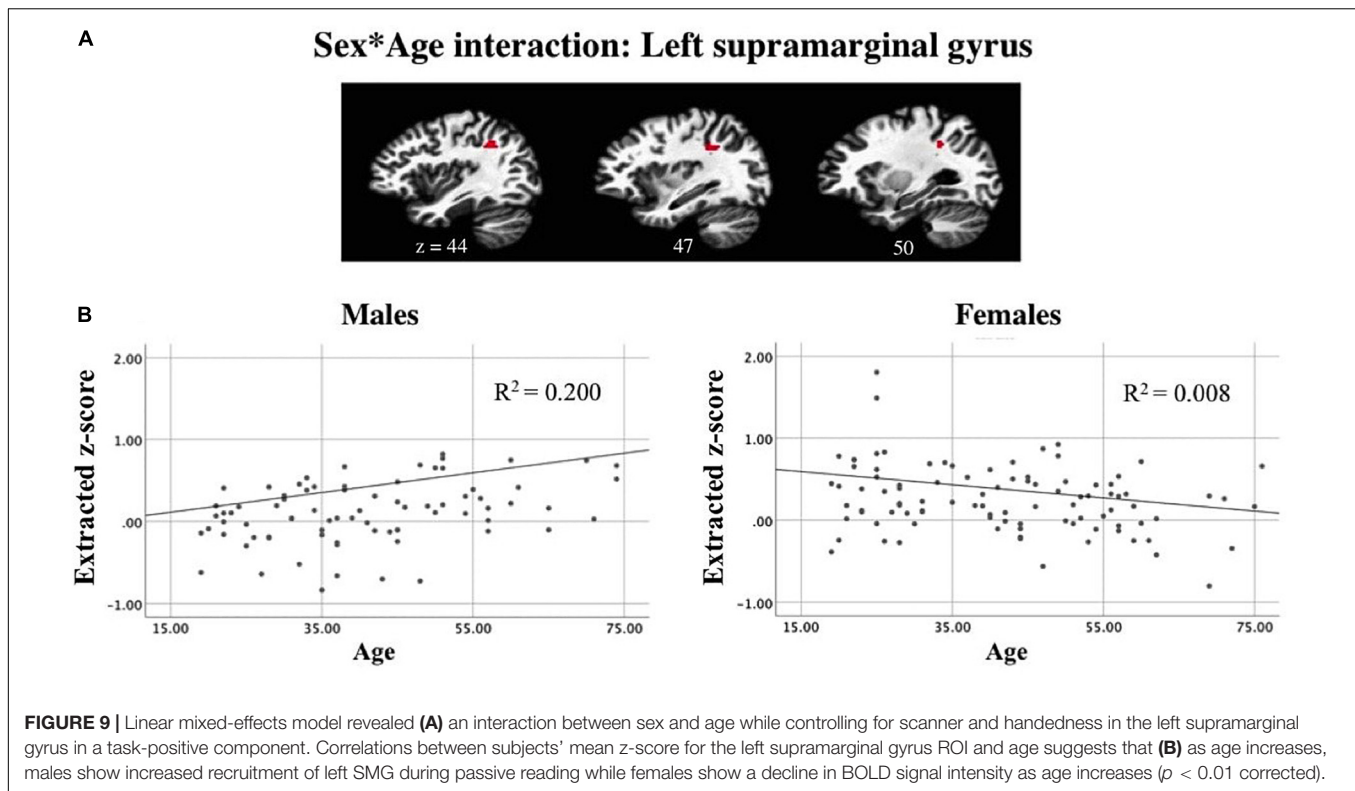 A
Sex*Age interaction: Left supramarginal gyrus
z = 44
47
50
B
Males
Females
Extracted z-score
2.00
1.00
.00
-1.00
R² = 0.200
15.00
35.00
55.00
75.00
Age
Extracted z-score
2.00
1.00
.00
-1.00
R² = 0.008
15.00
35.00
55.00
75.00
Age
FIGURE 9 | Linear mixed-effects model revealed (A) an interaction between sex and age while controlling for scanner and handedness in the left supramarginal
gyrus in a task-positive component. Correlations between subjects' mean z-score for the left supramarginal gyrus ROI and age suggests that (B) as age increases,
males show increased recruitment of left SMG during passive reading while females show a decline in BOLD signal intensity as age increases (p < 0.01 corrected).